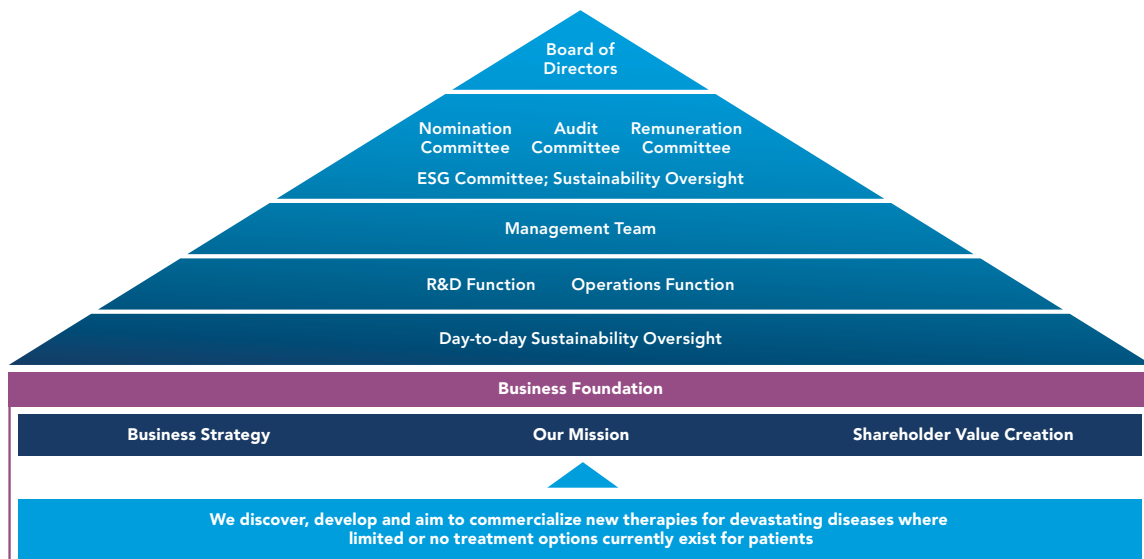 Board of
Directors
Nomination Committee
Audit Committee
Remuneration Committee
ESG Committee; Sustainability Oversight
Management Team
R&D Function
Operations Function
Day-to-day Sustainability Oversight
Business Foundation
Business Strategy
Our Mission
Shareholder Value Creation
We discover, develop and aim to commercialize new therapies for devastating diseases where
limited or no treatment options currently exist for patients